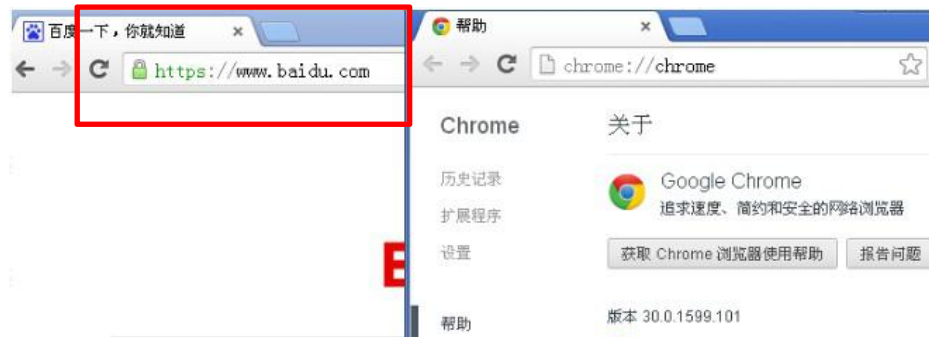 百度一下，你就知道
https://www.baidu.com
帮助
chrome://chrome
Chrome
关于
历史记录
扩展程序
设置
帮助
Google Chrome
追求速度、简约和安全的网络浏览器
获取 Chrome 浏览器使用帮助
报告问题
版本 30.0.1599.101